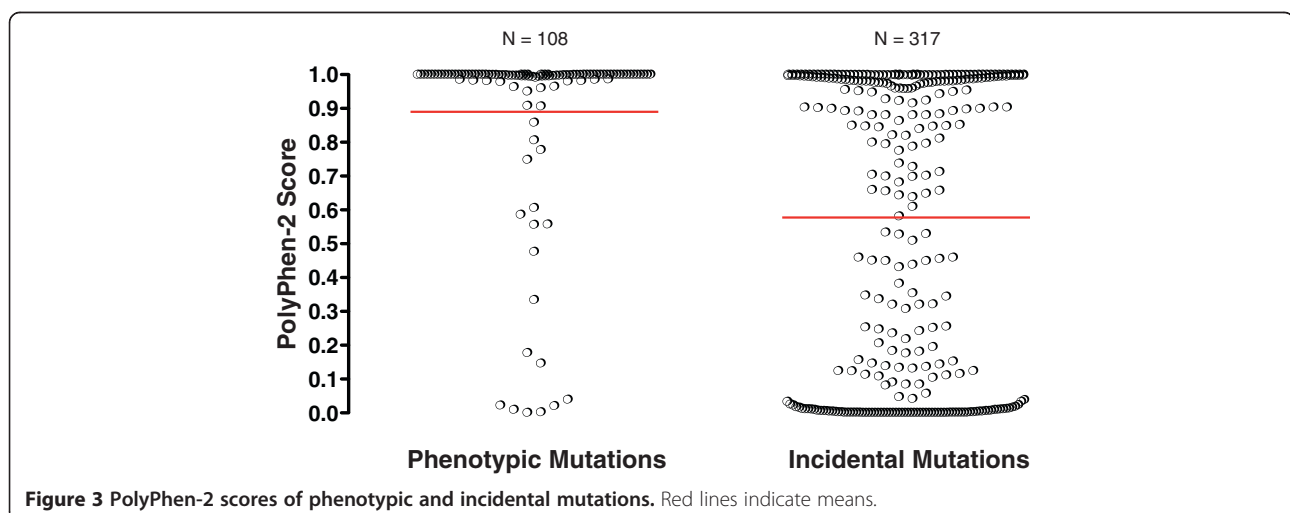 N = 108
N = 317
1.0
0.9
0.8
0.7
0.6
0.5
0.4
0.3
0.2
0.1
0.0
PolyPhen-2 Score
Phenotypic Mutations
Incidental Mutations
Figure 3 PolyPhen-2 scores of phenotypic and incidental mutations. Red lines indicate means.